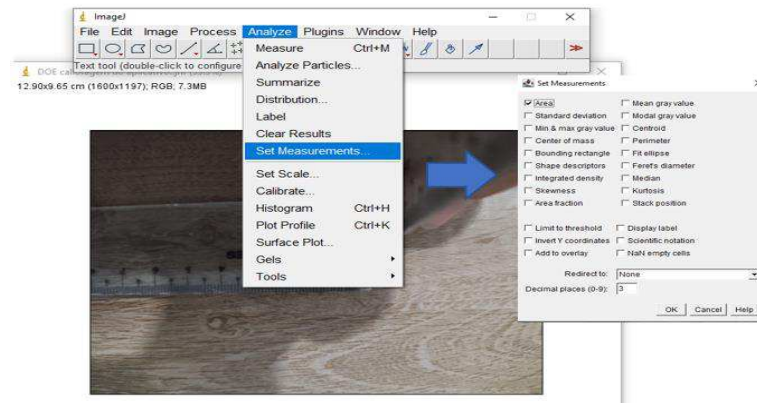 ImageJ
File Edit Image Process Analyze Plugins Window Help
Text tool (double-click to configure
12.90x9.65 cm (1600x1197); RGB; 7.3MB
Measure Ctrl+M
Analyze Particles...
Summarize
Distribution...
Label
Clear Results
Set Measurements...
Set Scale...
Calibrate...
Histogram Ctrl+H
Plot Profile Ctrl+K
Surface Plot...
Gels
Tools
Set Measurements
Area Mean gray value
Standard deviation Modal gray value
Min & max gray value Centroid
Center of mass Perimeter
Bounding rectangle Fit ellipse
Shape descriptors Feret's diameter
Integrated density Median
Skewness Kurtosis
Area fraction Stack position
Limit to threshold Display label
Invert Y coordinates Scientific notation
Add to overlay NaN empty cells
Redirect to: None
Decimal places (0-9): 3
OK Cancel Help